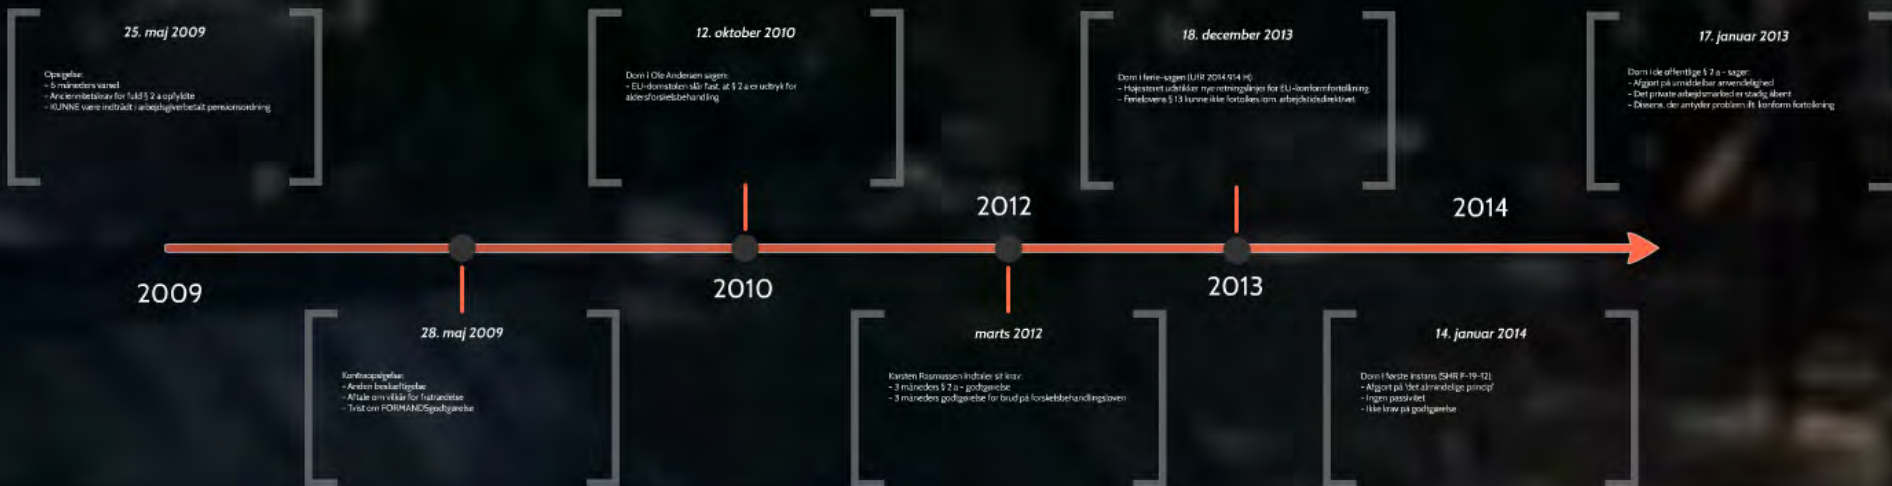 25. maj 2009
Opsigelse:
- 6 måneders varsel
- Anciennitetskrav for fuld § 2 a opfyldte
- KUNNE være indtrådt i arbejdsgiverbetalt pensionsordning
12. oktober 2010
Dom i Ole Andersen sagen:
- EU-domstolen slår fast, at § 2 a er udtryk for
aldersforskelsbehandling
18. december 2013
Dom i ferie-sagen (UfR 2014.914 H)
- Højesteret udstikker nye retningslinjer for EU-konformfortolkning
- Ferielovens § 13 kunne ikke fortolkes iom. arbejdstidsdirektivet
17. januar 2013
Dom i de offentlige § 2 a - sager:
- Afgjort på umiddelbar anvendelighed
- Det private arbejdsmarked er stadig åbent
- Dissens, der antyder problem ift. konform fortolkning
2012
2014
2009
2010
2013
28. maj 2009
Kontraopsigelse:
- Anden beskæftigelse
- Aftale om vilkår for fratrædelse
- Tvist om FORMANDSgodtgørelse
marts 2012
Karsten Rasmussen indtaler sit krav:
- 3 måneders § 2 a - godtgørelse
- 3 måneders godtgørelse for brud på forskelsbehandlingsloven
14. januar 2014
Dom i første instans (SHR F-19-12)
- Afgjort på 'det almindelige princip'
- Ingen passivitet
- Ikke krav på godtgørelse